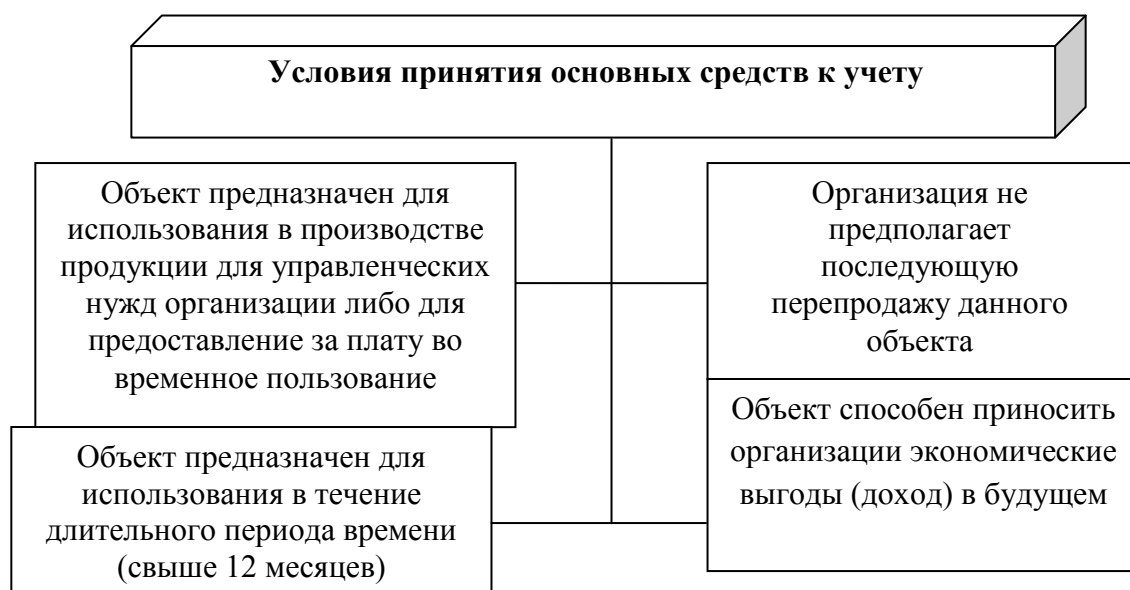 Условия принятия основных средств к учету
Объект предназначен для
использования в производстве
продукции для управленческих
нужд организации либо для
предоставление за плату во
временное пользование
Организация не
предполагает
последующую
перепродажу данного
объекта
Объект предназначен для
использования в течение
длительного периода времени
(свыше 12 месяцев)
Объект способен приносить
организации экономические
выгоды (доход) в будущем